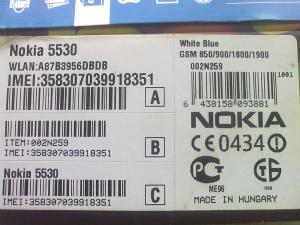 Nokia 5530
WLAN:A87B3956DBDB
IMEI:358307039918351
A
ITEM:002N259
IMEI:358307039918351
B
Nokia 5530
IMEI:358307039918351
C
White Blue
GSM 850/900/1800/1900
002N259
1001
6 438158 093881
NOKIA
CE0434
ME96
MADE IN HUNGARY